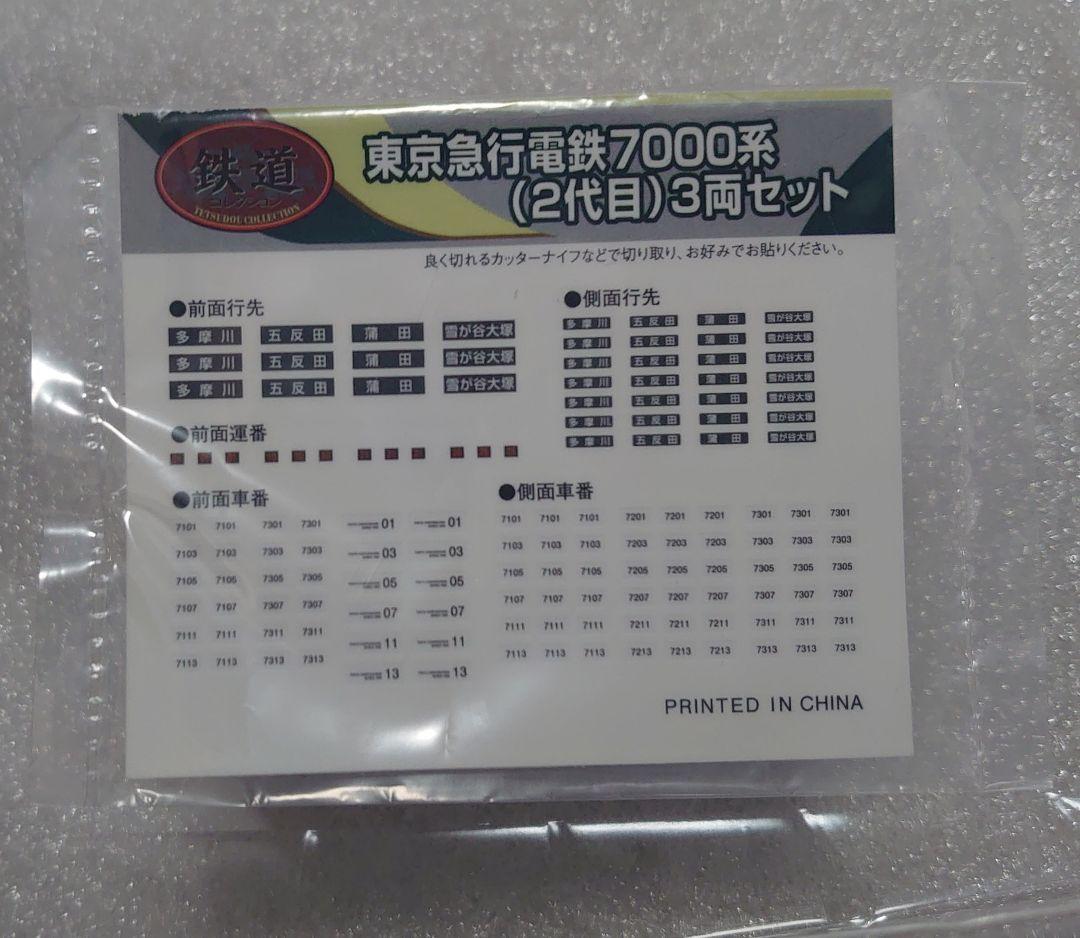 鉄道
コレクション
TETSUDOU COLLECTION
東京急行電鉄7000系
(2代目)3両セット
良く切れるカッターナイフなどで切り取り、お好みでお貼りください。
●前面行先
多摩川 五反田 蒲田 雪が谷大塚
多摩川 五反田 蒲田 雪が谷大塚
多摩川 五反田 蒲田 雪が谷大塚
●前面運番
●前面車番
7101 7101 7301 7301 01 01
7103 7103 7303 7303 03 03
7105 7105 7305 7305 05 05
7107 7107 7307 7307 07 07
7111 7111 7311 7311 11 11
7113 7113 7313 7313 13 13
●側面行先
多摩川 五反田 蒲田 雪が谷大塚
多摩川 五反田 蒲田 雪が谷大塚
多摩川 五反田 蒲田 雪が谷大塚
多摩川 五反田 蒲田 雪が谷大塚
多摩川 五反田 蒲田 雪が谷大塚
多摩川 五反田 蒲田 雪が谷大塚
多摩川 五反田 蒲田 雪が谷大塚
●側面車番
7101 7101 7101 7201 7201 7201 7301 7301 7301
7103 7103 7103 7203 7203 7203 7303 7303 7303
7105 7105 7105 7205 7205 7205 7305 7305 7305
7107 7107 7107 7207 7207 7207 7307 7307 7307
7111 7111 7111 7211 7211 7211 7311 7311 7311
7113 7113 7113 7213 7213 7213 7313 7313 7313
PRINTED IN CHINA